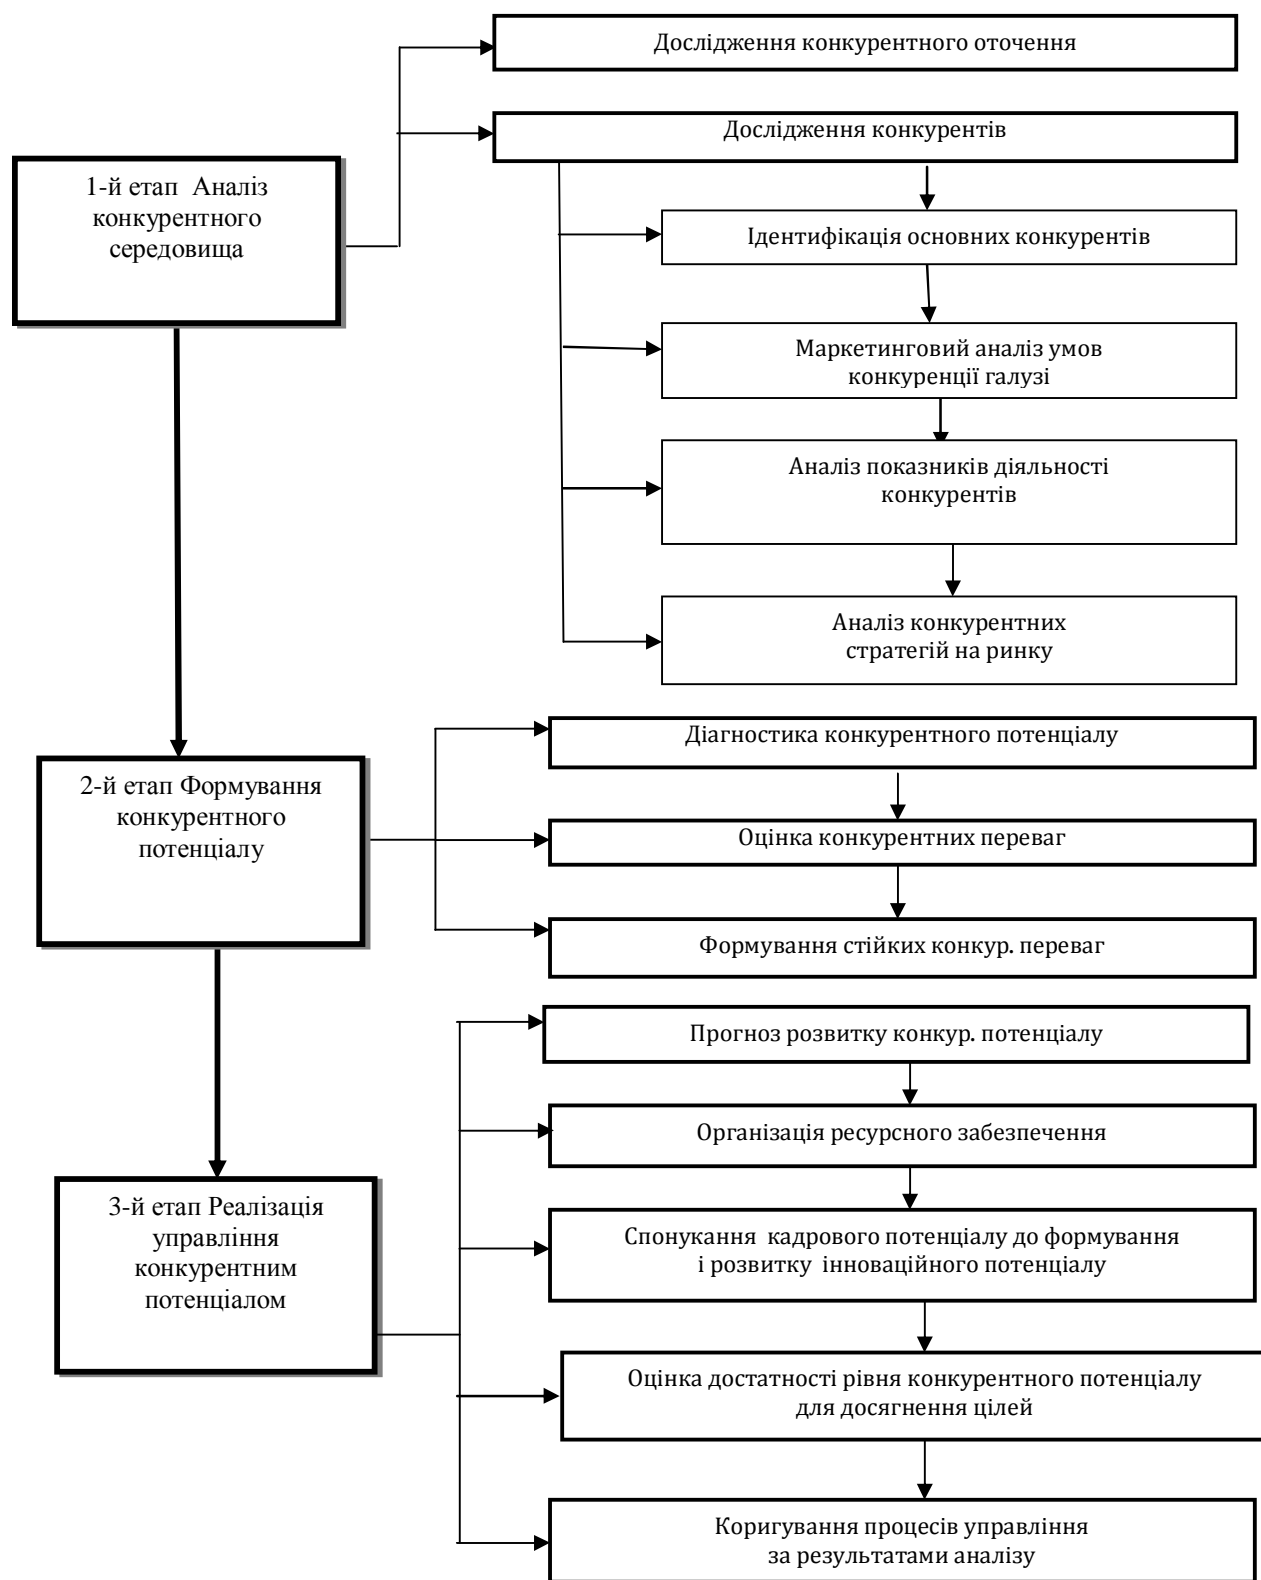 Дослідження конкурентного оточення
Дослідження конкурентів
1-й етап  Аналіз
конкурентного
середовища
Ідентифікація основних конкурентів
Маркетинговий аналіз умов
конкуренції галузі
Аналіз показників діяльності
конкурентів
Аналіз конкурентних
стратегій на ринку
Діагностика конкурентного потенціалу
2-й етап Формування
конкурентного
потенціалу
Оцінка конкурентних переваг
Формування стійких конкур. переваг
Прогноз розвитку конкур. потенціалу
Організація ресурсного забезпечення
3-й етап Реалізація
управління
конкурентним
потенціалом
Спонукання  кадрового потенціалу до формування
і розвитку  інноваційного потенціалу
Оцінка достатності рівня конкурентного потенціалу
для досягнення цілей
Коригування процесів управління
за результатами аналізу